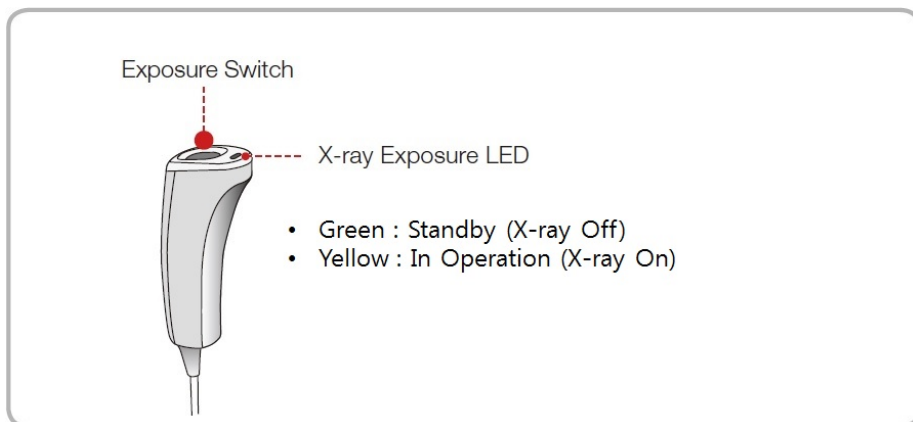 Exposure Switch
X-ray Exposure LED
• Green : Standby (X-ray Off)
• Yellow : In Operation (X-ray On)